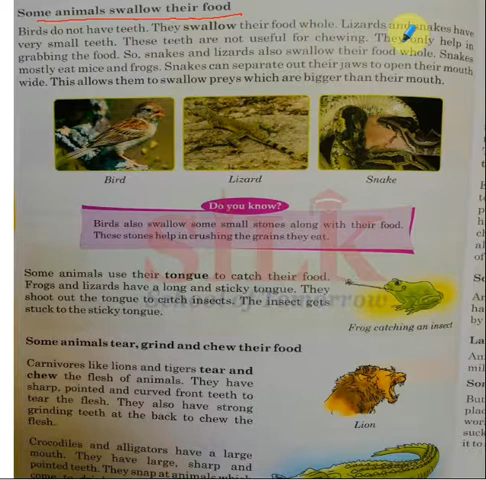 Some animals swallow their food
Birds do not have teeth. They swallow their food whole. Lizards and snakes have
very small teeth. These teeth are not useful for chewing. They only help in
grabbing the food. So, snakes and lizards also swallow their food whole. Snakes
mostly eat mice and frogs. Snakes can separate out their jaws to open their mouth
wide. This allows them to swallow preys which are bigger than their mouth.
Bird
Lizard
Snake
Do you know?
Birds also swallow some small stones along with their food.
These stones help in crushing the grains they eat.
SILK
School of tomorrow
Some animals use their tongue to catch their food.
Frogs and lizards have a long and sticky tongue. They
shoot out the tongue to catch insects. The insect gets
stuck to the sticky tongue.
Frog catching an insect
Some animals tear, grind and chew their food
Carnivores like lions and tigers tear and
chew the flesh of animals. They have
sharp, pointed and curved front teeth to
tear the flesh. They also have strong
grinding teeth at the back to chew the
flesh.
Lion
Crocodiles and alligators have a large
mouth. They have large, sharp and
pointed teeth. They snap at animals which